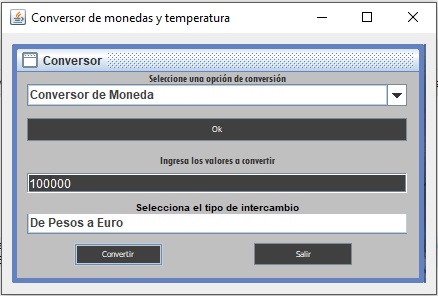 Conversor de monedas y temperatura
Conversor
Seleccione una opción de conversión
Conversor de Moneda
Ok
Ingresa los valores a convertir
100000
Selecciona el tipo de intercambio
De Pesos a Euro
Convertir Salir